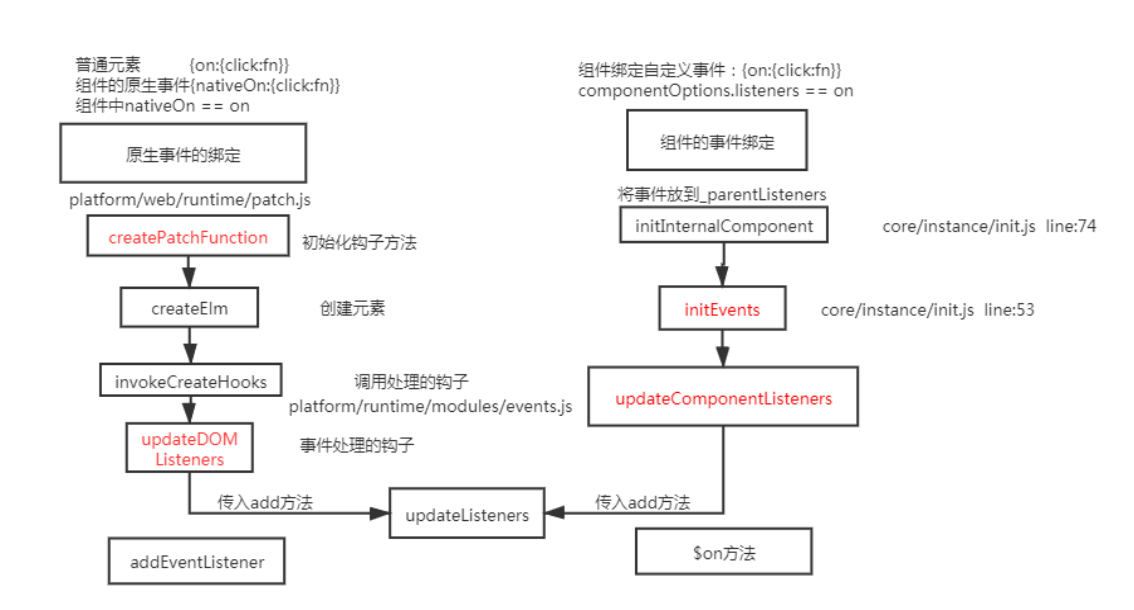 普通元素 {on:{click:fn}}
组件的原生事件{nativeOn:{click:fn}}
组件中nativeOn == on
原生事件的绑定
platform/web/runtime/patch.js
createPatchFunction
初始化钩子方法
createElm
创建元素
invokeCreateHooks
调用处理的钩子
platform/runtime/modules/events.js
updateDOM
Listeners
事件处理的钩子
传入add方法
updateListeners
addEventListener
组件绑定自定义事件：{on:{click:fn}}
componentOptions.listeners == on
组件的事件绑定
将事件放到_parentListeners
initInternalComponent
core/instance/init.js line:74
initEvents
core/instance/init.js line:53
updateComponentListeners
传入add方法
$on方法